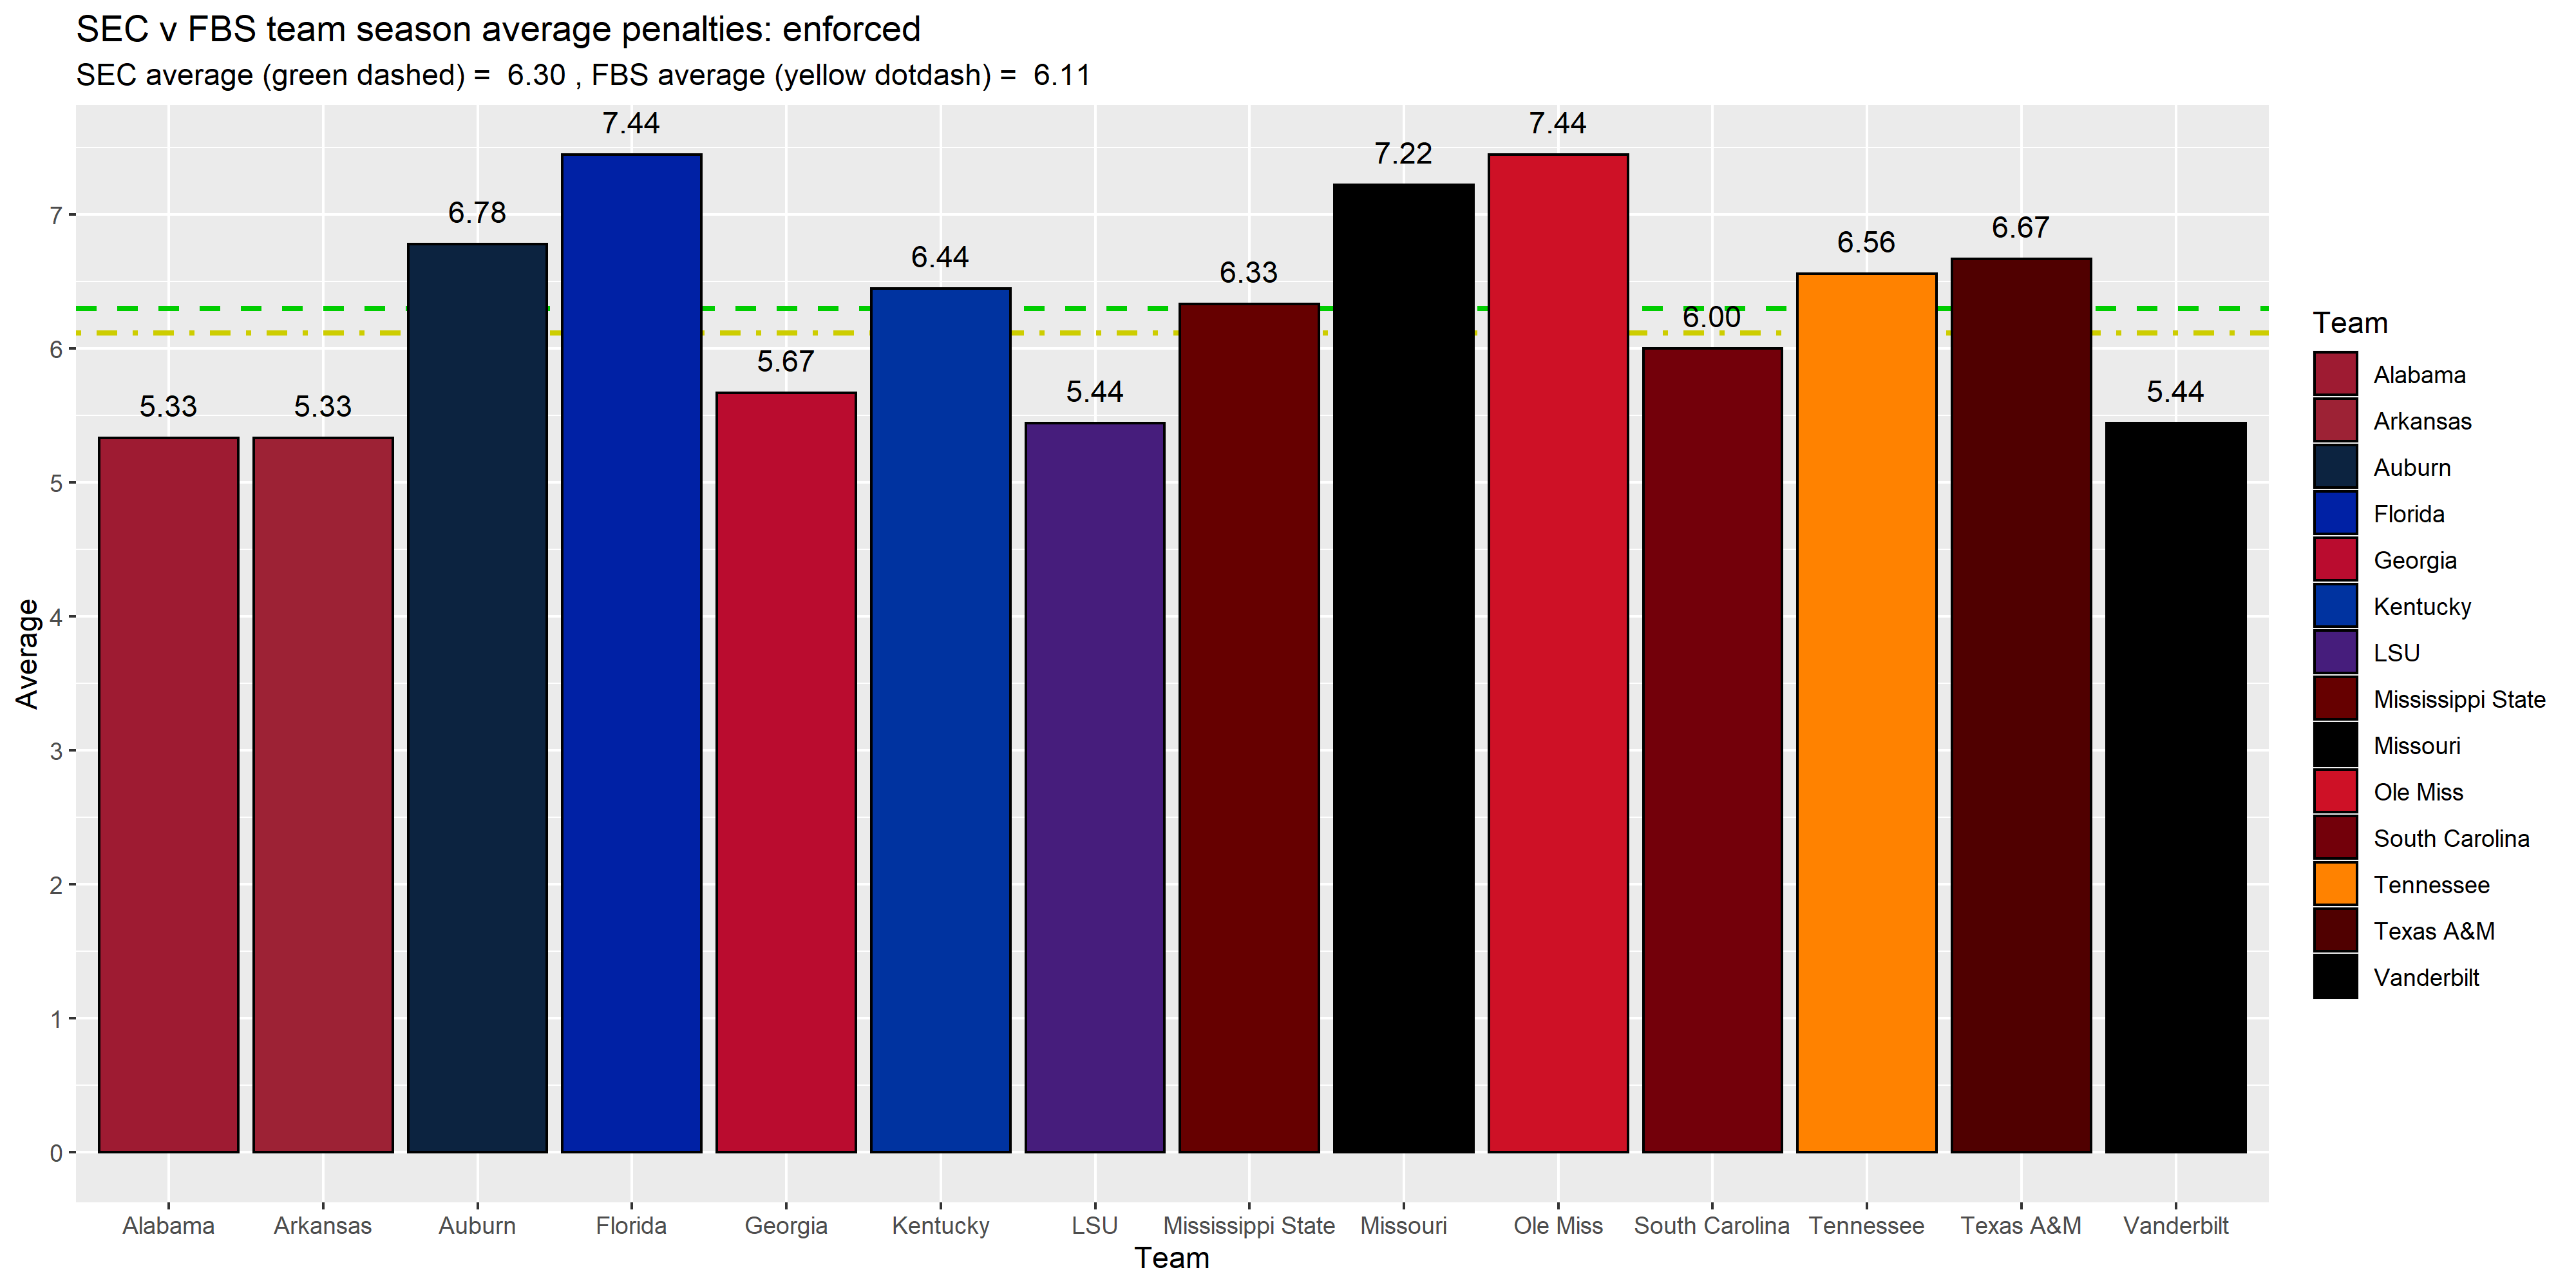 SEC v FBS team season average penalties: enforced
SEC average (green dashed) =  6.30 , FBS average (yellow dotdash) =  6.11
7.44
7.44
7.22
6.78
6.67
6.56
6.44
6.33
6.00
5.67
5.44
5.44
5.33
5.33
Average
7
6
5
4
3
2
1
0
Alabama
Arkansas
Auburn
Florida
Georgia
Kentucky
LSU
Mississippi State
Missouri
Ole Miss
South Carolina
Tennessee
Texas A&M
Vanderbilt
Team
Team
Alabama
Arkansas
Auburn
Florida
Georgia
Kentucky
LSU
Mississippi State
Missouri
Ole Miss
South Carolina
Tennessee
Texas A&M
Vanderbilt